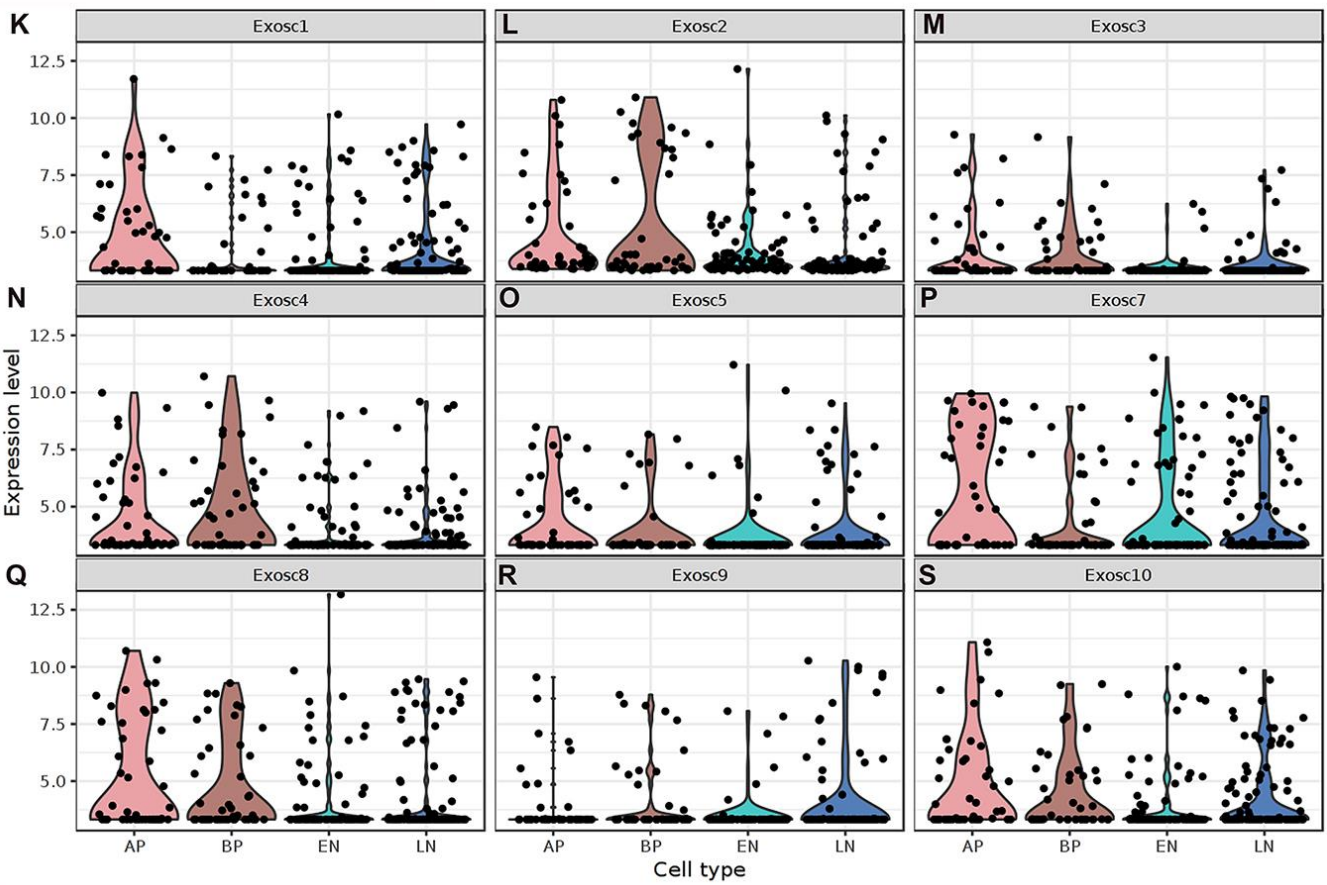 K Exosc1 L Exosc2 M Exosc3
12.5
10.0
7.5
5.0
N Exosc4 O Exosc5 P Exosc7
12.5
10.0
7.5
5.0
Expression level
Q Exosc8 R Exosc9 S Exosc10
12.5
10.0
7.5
5.0
AP BP EN LN AP BP EN LN AP BP EN LN
Cell type